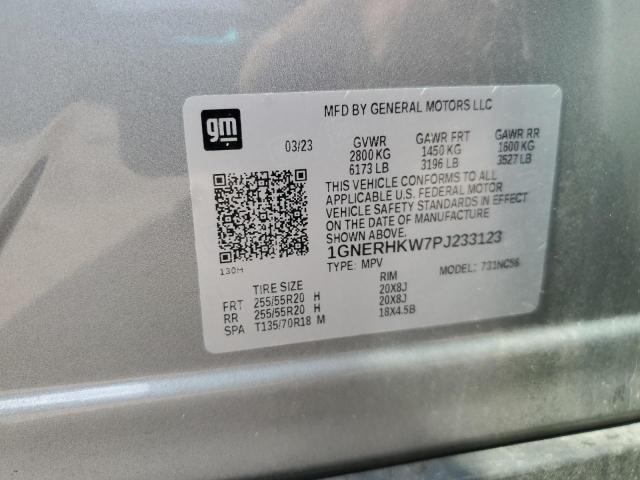 gm
MFD BY GENERAL MOTORS LLC
03/23 GVWR GAWR FRT GAWR RR
2800 KG 1450 KG 1600 KG
6173 LB 3196 LB 3527 LB
THIS VEHICLE CONFORMS TO ALL
APPLICABLE U.S. FEDERAL MOTOR
VEHICLE SAFETY STANDARDS IN EFFECT
ON THE DATE OF MANUFACTURE
SHOWN ABOVE.
1GNERHKW7PJ233123
130H
TYPE: MPV MODEL: 731NC56
TIRE SIZE RIM
FRT 255/55R20 H 20X8J
RR 255/55R20 H 20X8J
SPA T135/70R18 M 18X4.5B